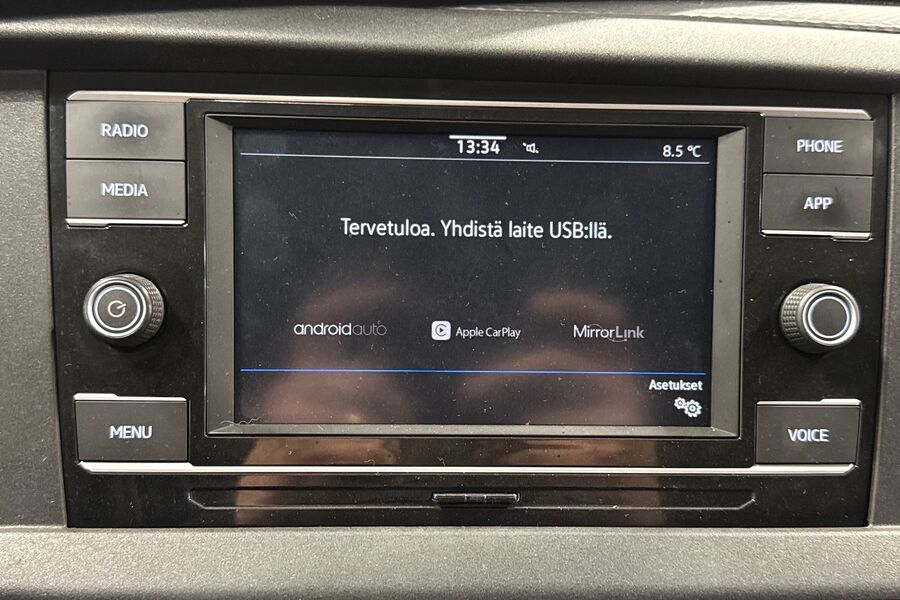 RADIO
MEDIA
MENU
13:34
8.5 °C
Tervetuloa. Yhdistä laite USB:llä.
androidauto
Apple CarPlay
MirrorLink
Asetukset
PHONE
APP
VOICE